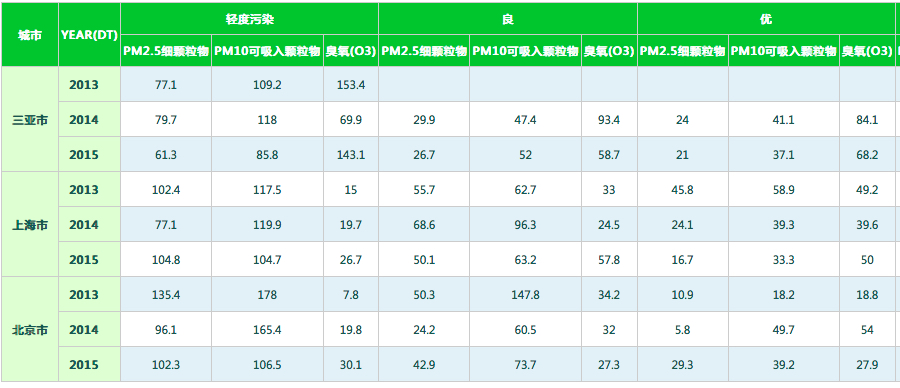 城市 YEAR(DT) 轻度污染 良 优
PM2.5细颗粒物 PM10可吸入颗粒物 臭氧(O3) PM2.5细颗粒物 PM10可吸入颗粒物 臭氧(O3) PM2.5细颗粒物 PM10可吸入颗粒物 臭氧(O3)
三亚市 2013 77.1 109.2 153.4
2014 79.7 118 69.9 29.9 47.4 93.4 24 41.1 84.1
2015 61.3 85.8 143.1 26.7 52 58.7 21 37.1 68.2
上海市 2013 102.4 117.5 15 55.7 62.7 33 45.8 58.9 49.2
2014 77.1 119.9 19.7 68.6 96.3 24.5 24.1 39.3 39.6
2015 104.8 104.7 26.7 50.1 63.2 57.8 16.7 33.3 50
北京市 2013 135.4 178 7.8 50.3 147.8 34.2 10.9 18.2 18.8
2014 96.1 165.4 19.8 24.2 60.5 32 5.8 49.7 54
2015 102.3 106.5 30.1 42.9 73.7 27.3 29.3 39.2 27.9